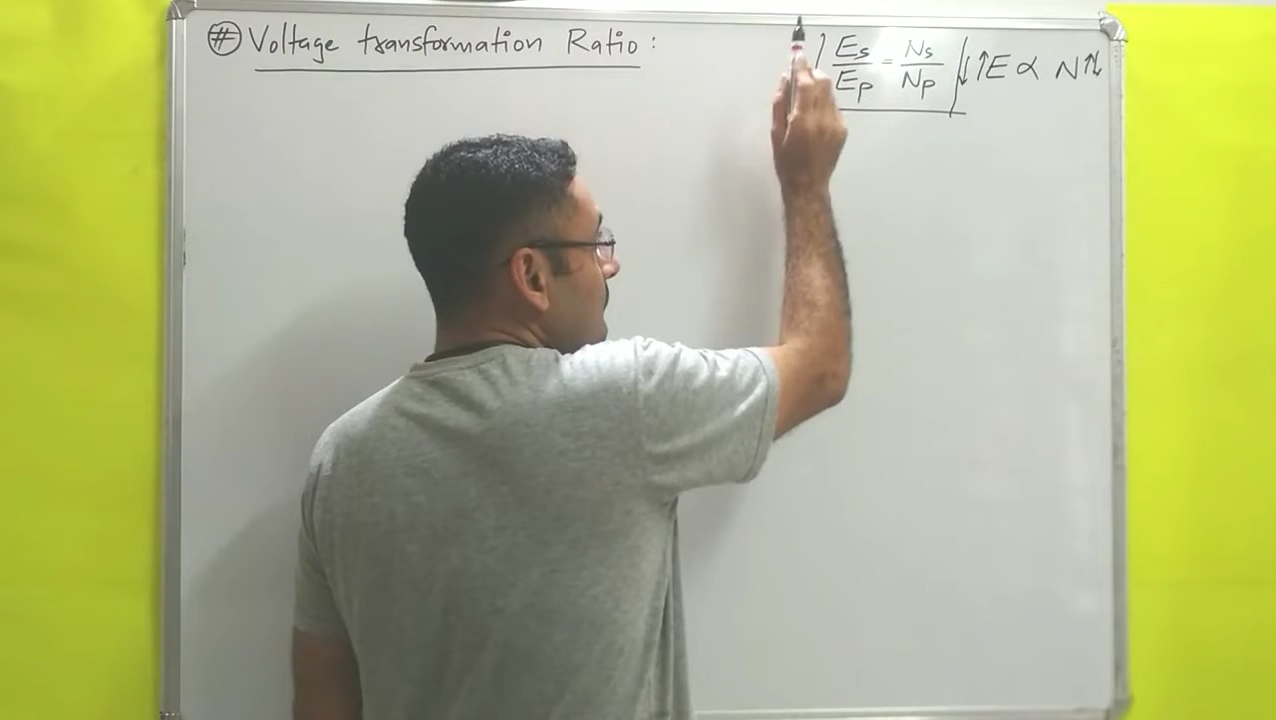 # Voltage transformation Ratio :
Es/Ep = Ns/Np ↓↑E ∝ N↑↓